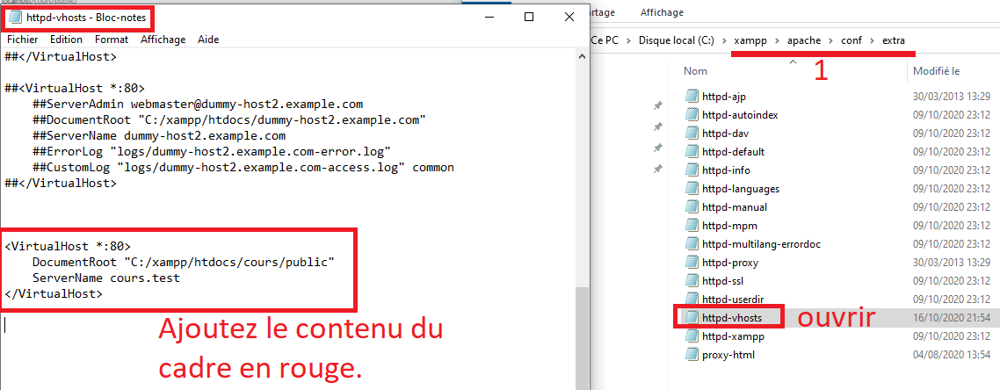 localhost/cours/public/
httpd-vhosts - Bloc-notes
Fichier Edition Format Affichage Aide
##</VirtualHost>
##<VirtualHost *:80>
##ServerAdmin webmaster@dummy-host2.example.com
##DocumentRoot "C:/xampp/htdocs/dummy-host2.example.com"
##ServerName dummy-host2.example.com
##ErrorLog "logs/dummy-host2.example.com-error.log"
##CustomLog "logs/dummy-host2.example.com-access.log" common
##</VirtualHost>
<VirtualHost *:80>
DocumentRoot "C:/xampp/htdocs/cours/public"
ServerName cours.test
</VirtualHost>
Ajoutez le contenu du
cadre en rouge.
Partage Affichage
Ce PC > Disque local (C:) > xampp > apache > conf > extra
1
Nom Modifié le
httpd-ajp 30/03/2013 13:29
httpd-autoindex 09/10/2020 23:12
httpd-dav 09/10/2020 23:12
httpd-default 09/10/2020 23:12
httpd-info 09/10/2020 23:12
httpd-languages 09/10/2020 23:12
httpd-manual 09/10/2020 23:12
httpd-mpm 09/10/2020 23:12
httpd-multilang-errordoc 09/10/2020 23:12
httpd-proxy 30/03/2013 13:29
httpd-ssl 09/10/2020 23:12
httpd-userdir 09/10/2020 23:12
httpd-vhosts ouvrir 16/10/2020 21:54
httpd-xampp 09/10/2020 23:12
proxy-html 04/08/2020 13:54